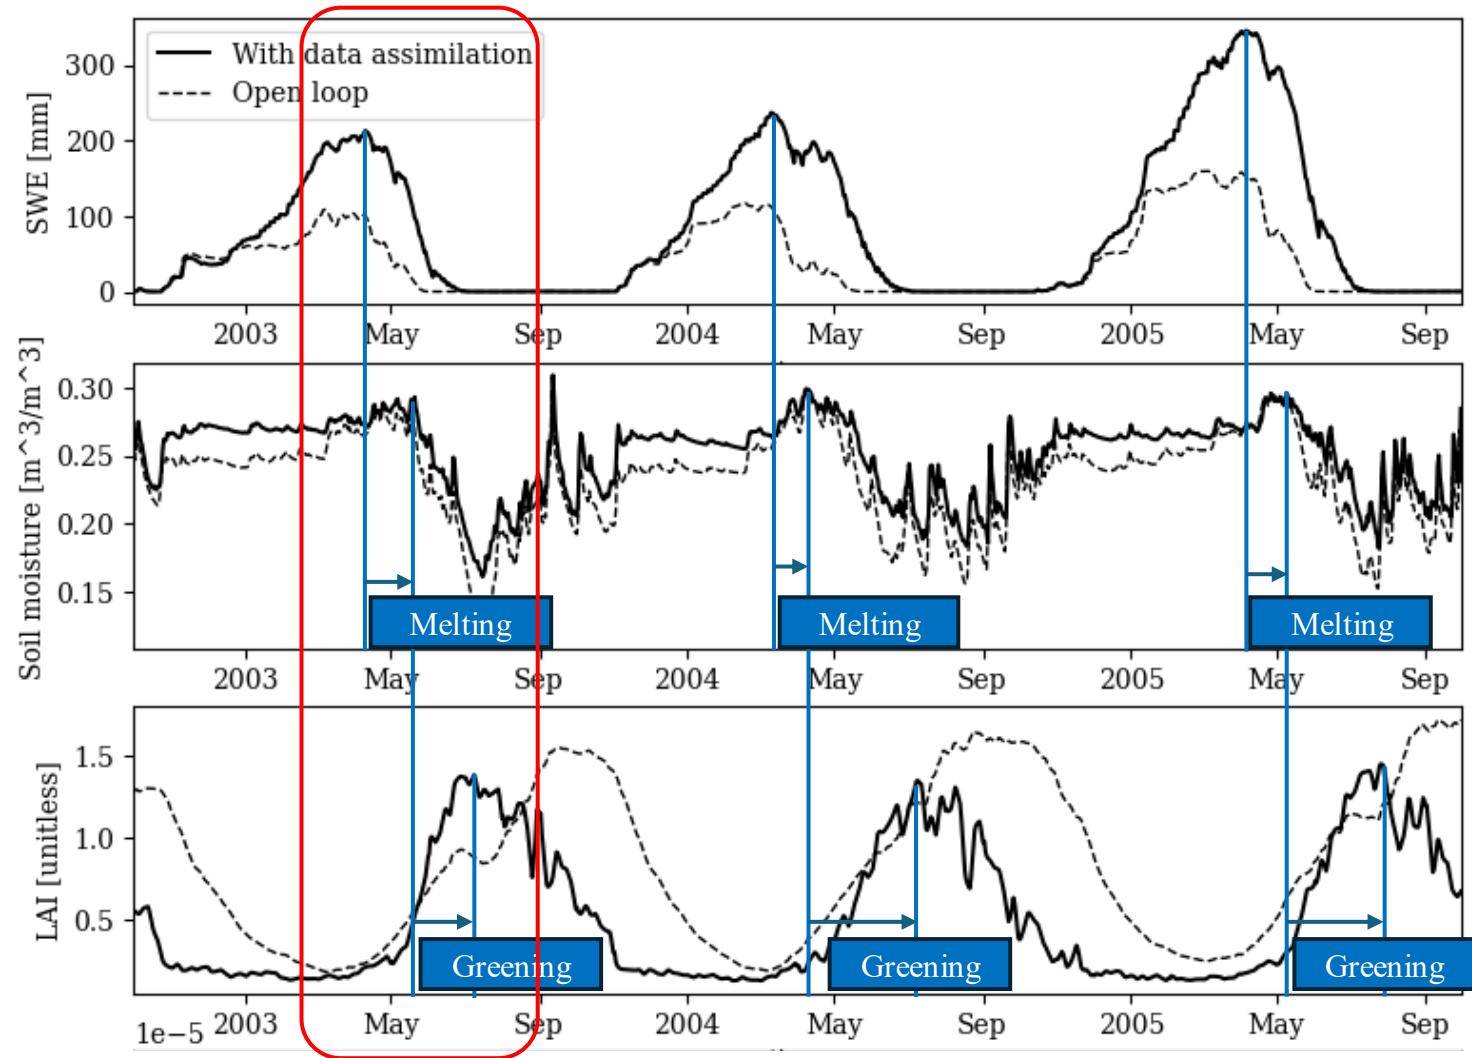 With data assimilation
Open loop
SWE [mm]
300
200
100
0
2003 May Sep 2004 May Sep 2005 May Sep
Soil moisture [m^3/m^3]
0.30
0.25
0.20
0.15
Melting Melting Melting
2003 May Sep 2004 May Sep 2005 May Sep
LAI [unitless]
1.5
1.0
0.5
Greening Greening Greening
1e−5 2003 May Sep 2004 May Sep 2005 May Sep